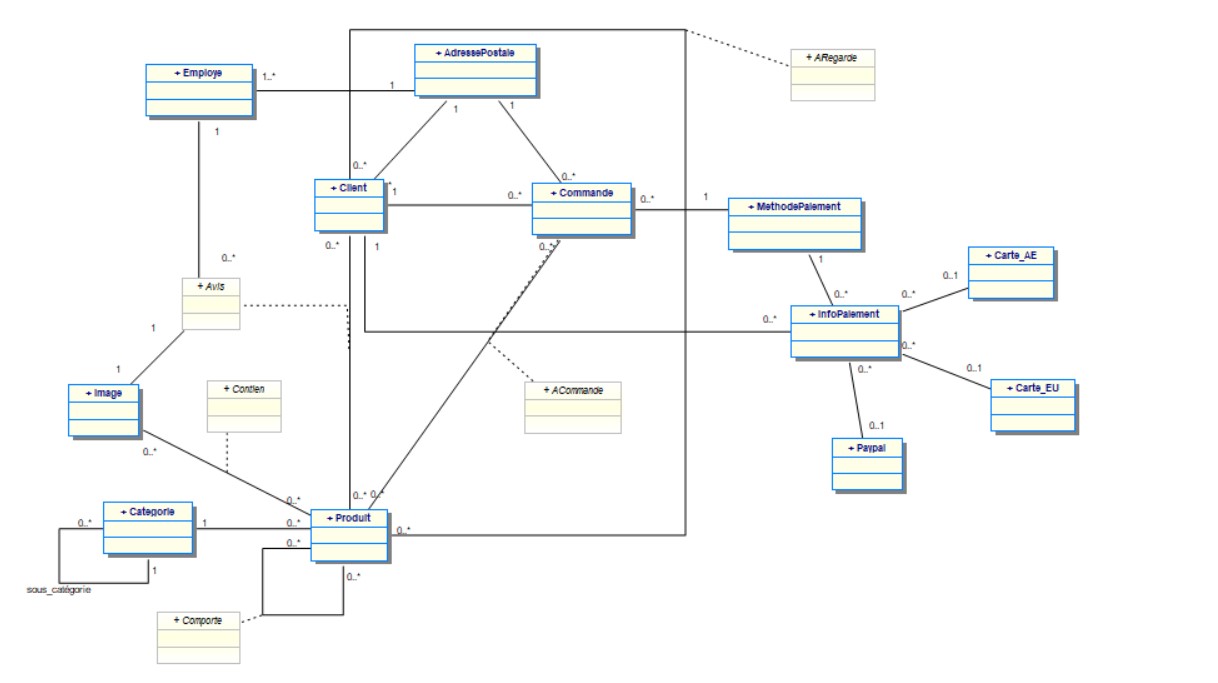 + AdressePostale
+ ARegarde
+ Employe
1..*
1
1
1
1
0..*
0..*
+ Client
*
1
0..*
+ Commande
0..*
1
+ MethodePaiement
0..*
1
0..*
1
+ Carte_AE
0..*
+ Avis
0..1
0..*
0..*
+ InfoPaiement
0..*
0..*
1
1
0..*
0..1
+ Image
+ Contien
+ ACommande
+ Carte_EU
0..1
0..*
+ Paypal
0..*
0..*
0..*
+ Categorie
+ Produit
0..*
1
0..*
0..*
0..*
1
0..*
sous_catégorie
+ Comporte